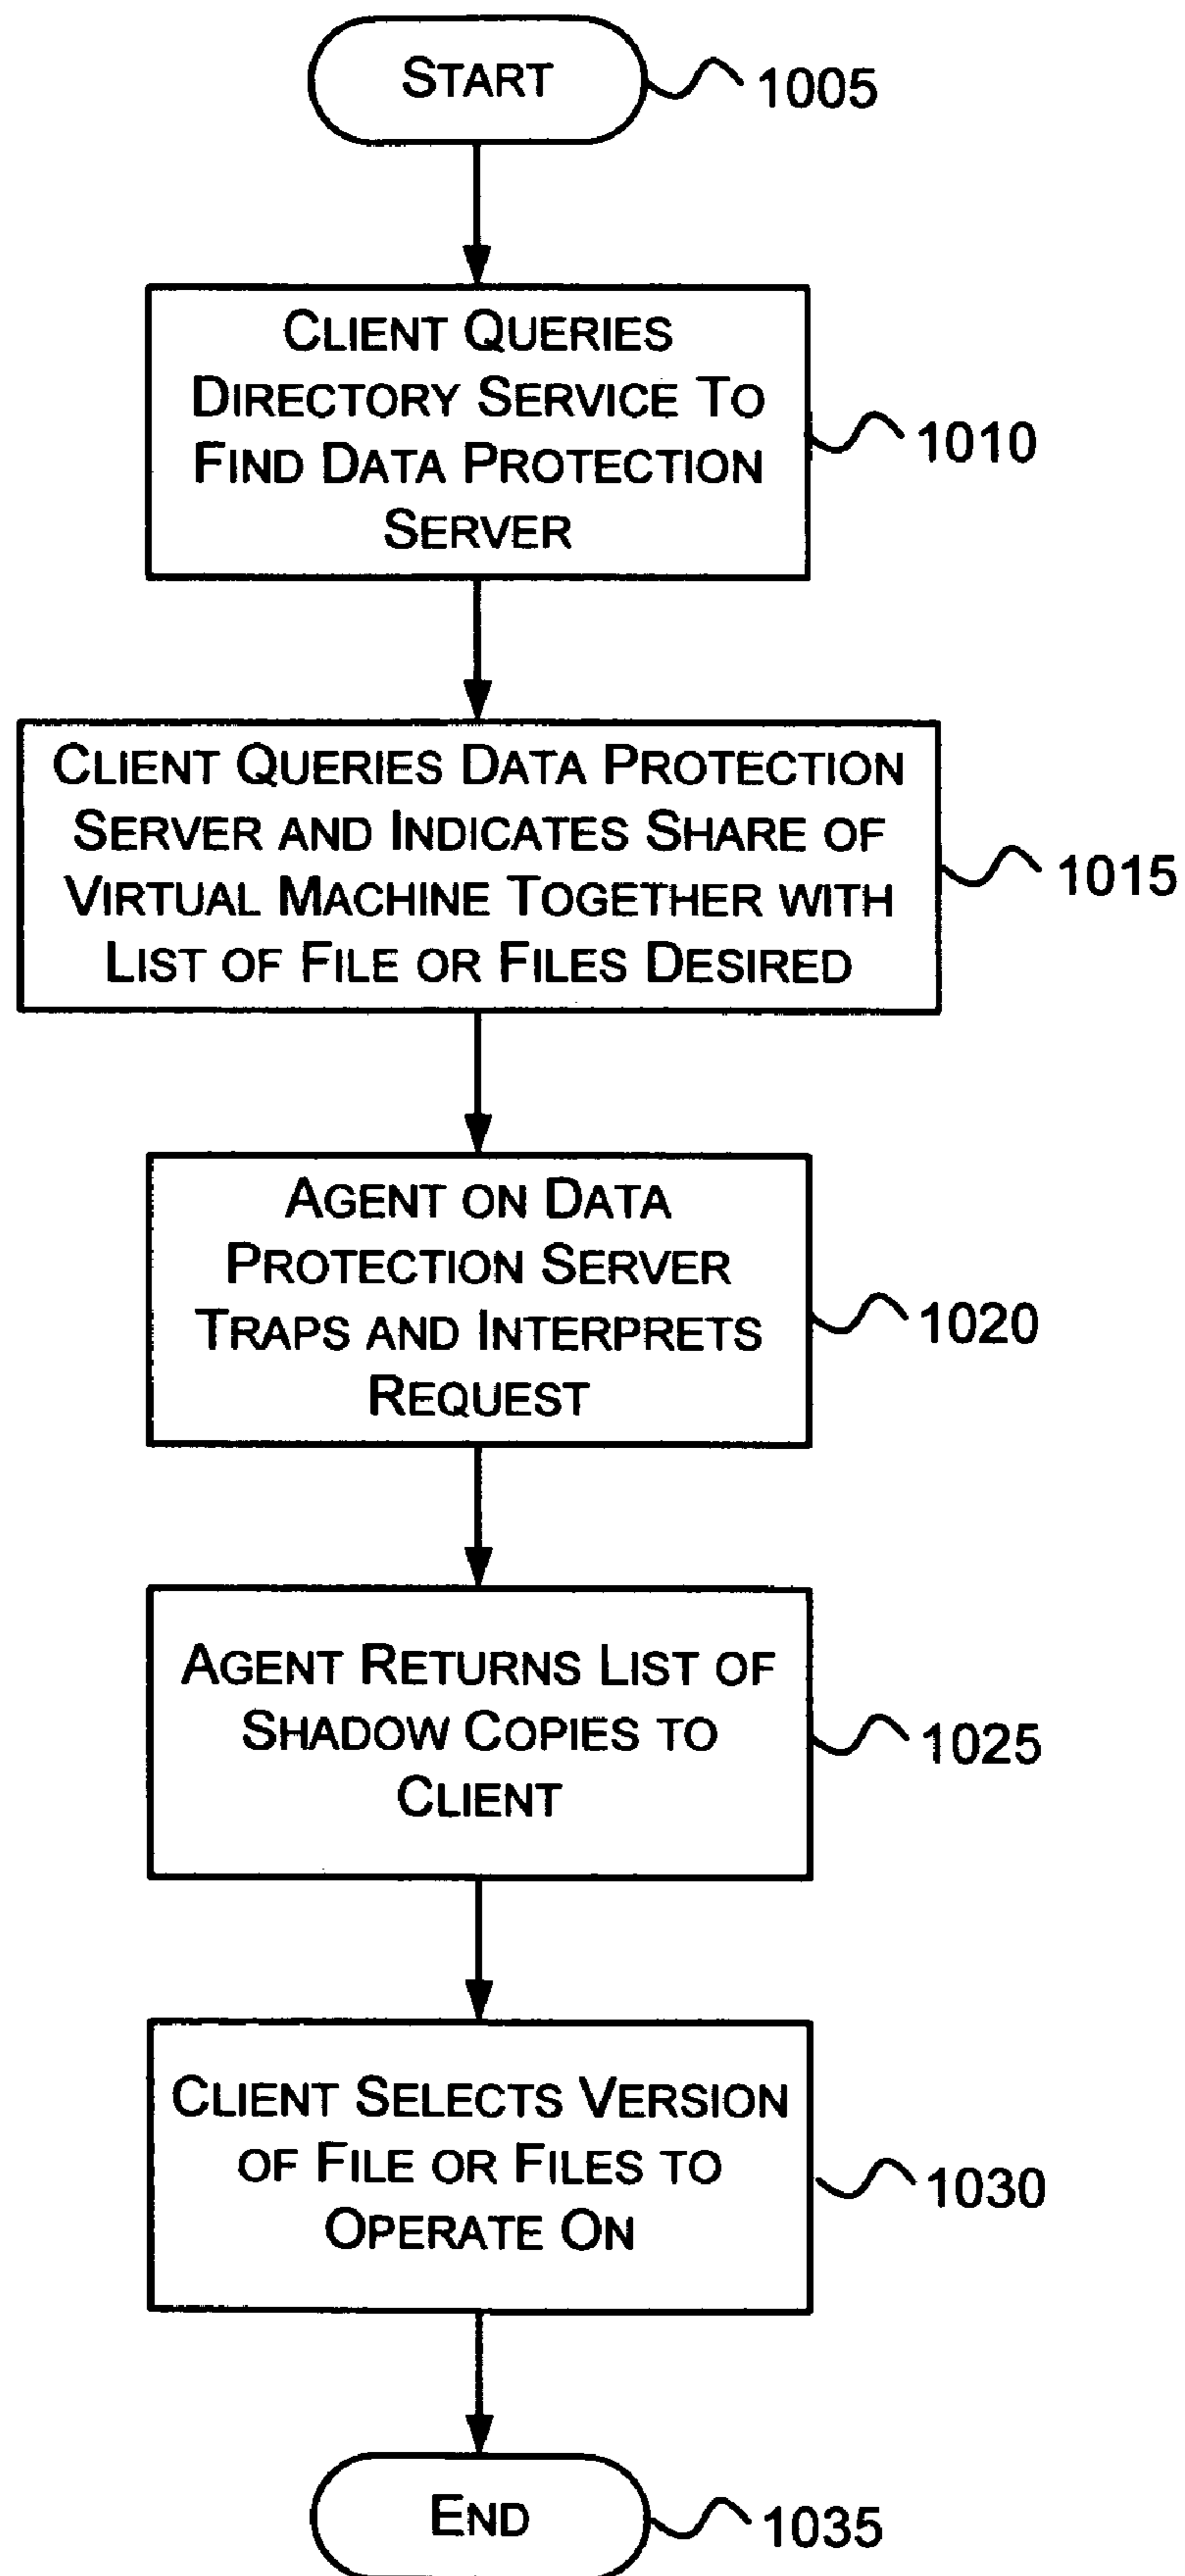 START
1005
CLIENT QUERIES
DIRECTORY SERVICE TO
FIND DATA PROTECTION
SERVER
1010
CLIENT QUERIES DATA PROTECTION
SERVER AND INDICATES SHARE OF
VIRTUAL MACHINE TOGETHER WITH
LIST OF FILE OR FILES DESIRED
1015
AGENT ON DATA
PROTECTION SERVER
TRAPS AND INTERPRETS
REQUEST
1020
AGENT RETURNS LIST OF
SHADOW COPIES TO
CLIENT
1025
CLIENT SELECTS VERSION
OF FILE OR FILES TO
OPERATE ON
1030
END
1035